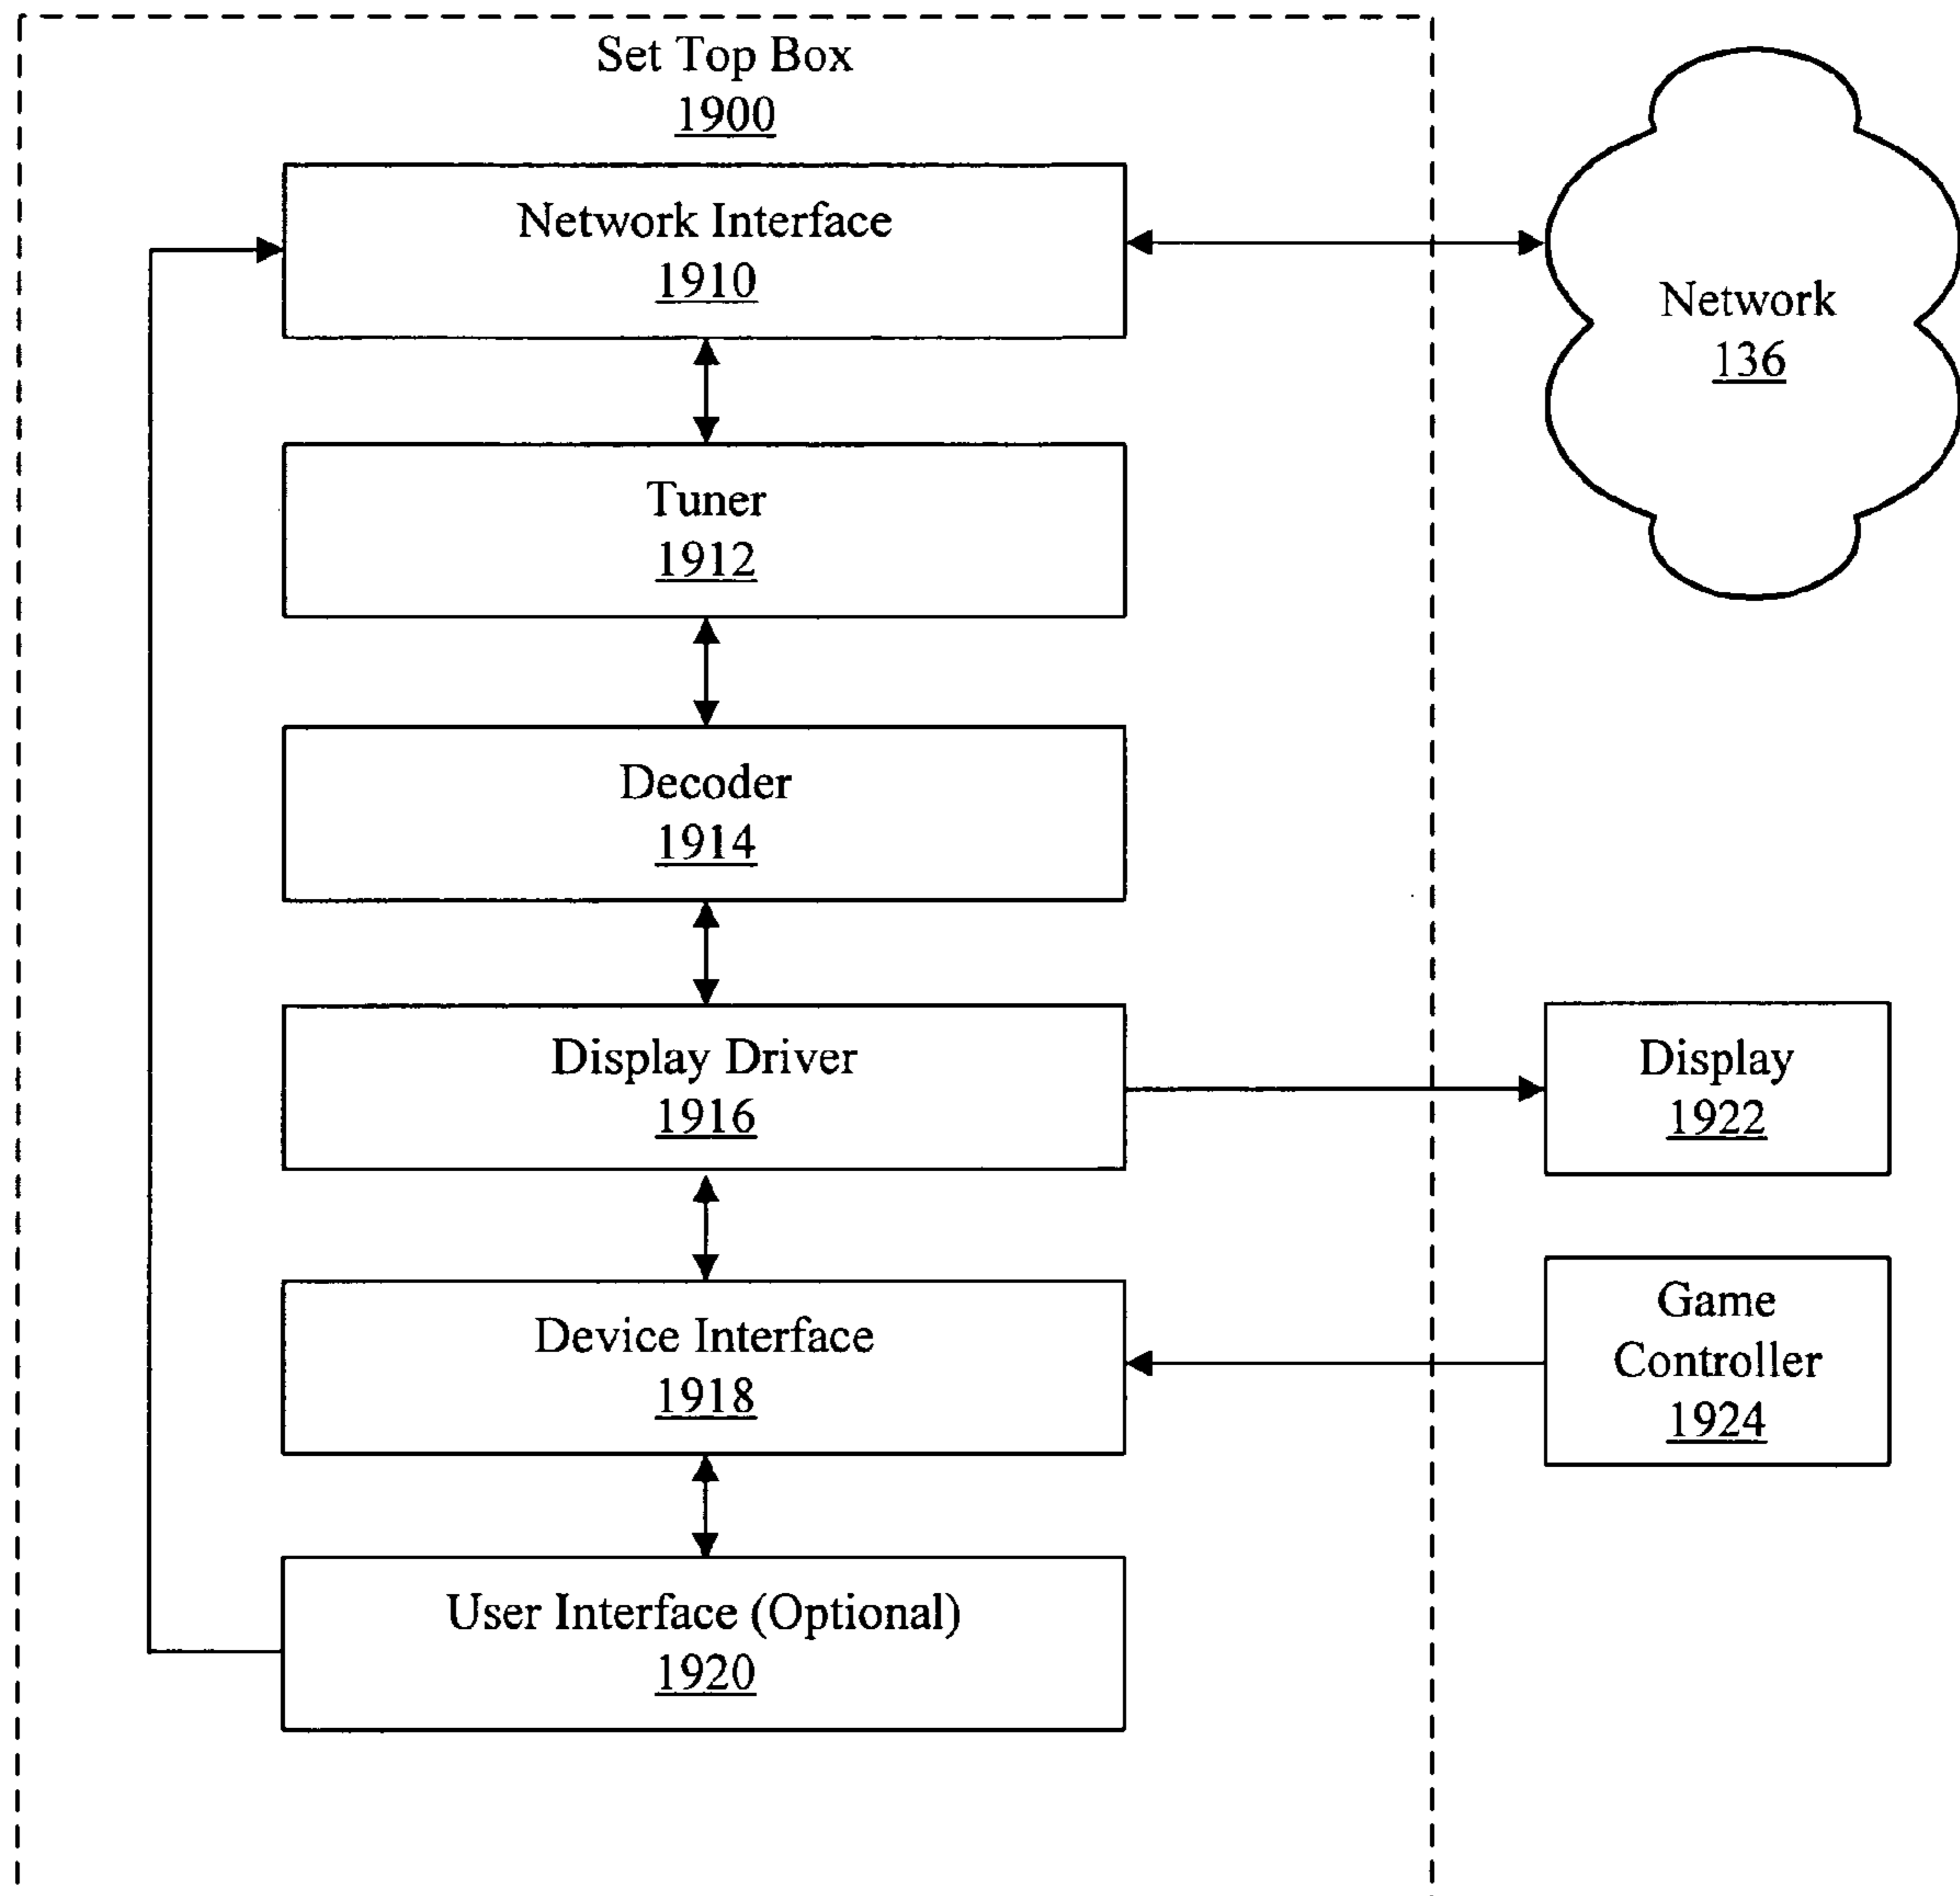 Set Top Box
1900
Network Interface
1910
Network
136
Tuner
1912
Decoder
1914
Display Driver
1916
Display
1922
Device Interface
1918
Game
Controller
1924
User Interface (Optional)
1920